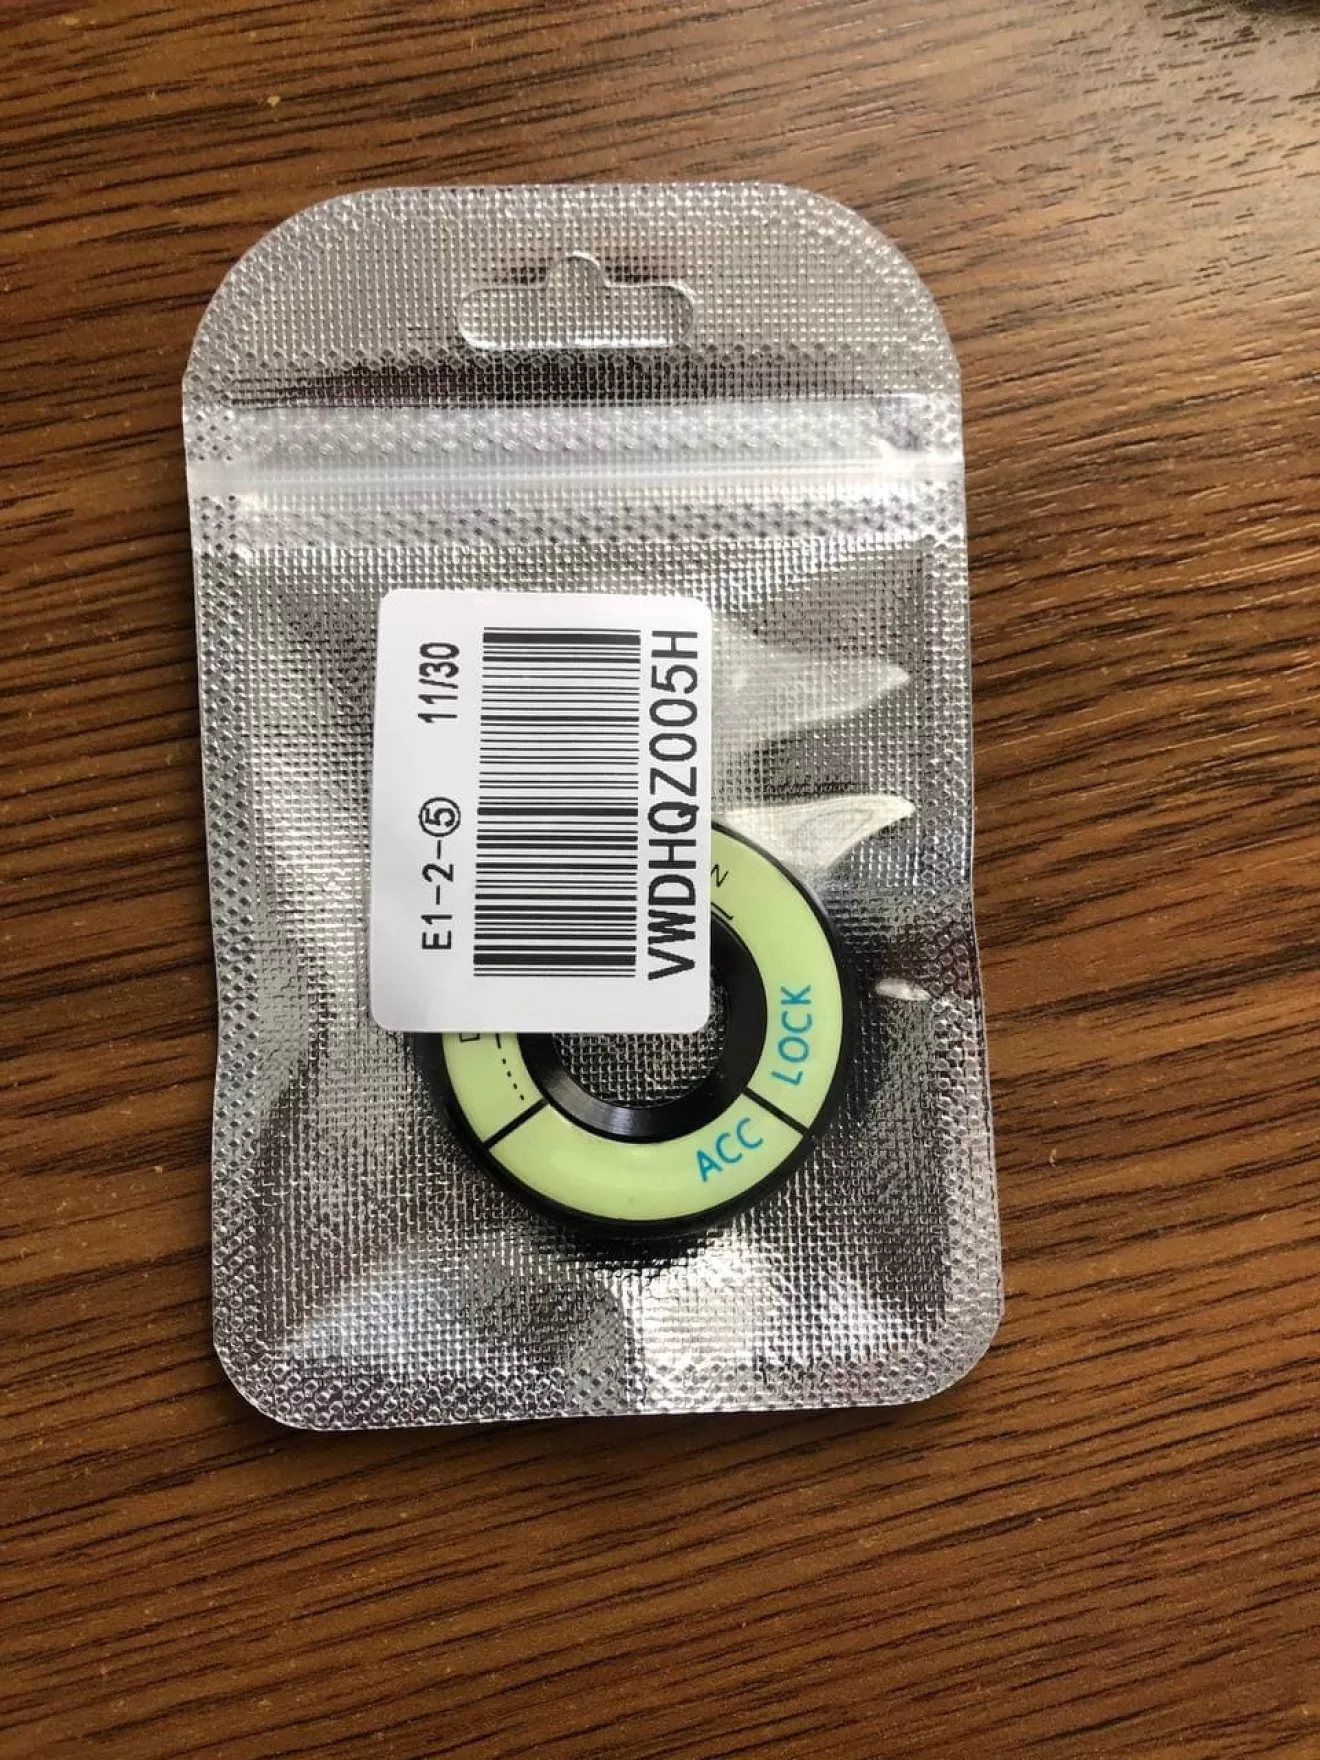 E1-2-⑤ 11/30
VWDHQZ005H
LOCK
ACC